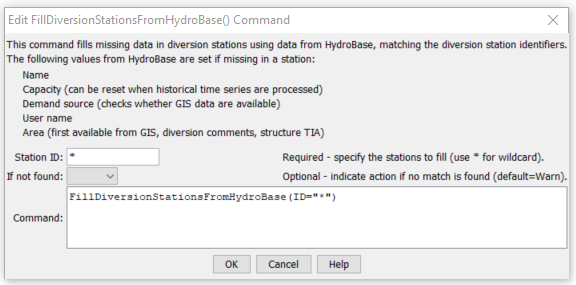 Edit FillDiversionStationsFromHydroBase() Command
This command fills missing data in diversion stations using data from HydroBase, matching the diversion station identifiers.
The following values from HydroBase are set if missing in a station:
Name
Capacity (can be reset when historical time series are processed)
Demand source (checks whether GIS data are available)
User name
Area (first available from GIS, diversion comments, structure TIA)
Station ID: * Required - specify the stations to fill (use * for wildcard).
If not found: Optional - indicate action if no match is found (default=Warn).
FillDiversionStationsFromHydroBase(ID="*")
Command:
OK Cancel Help